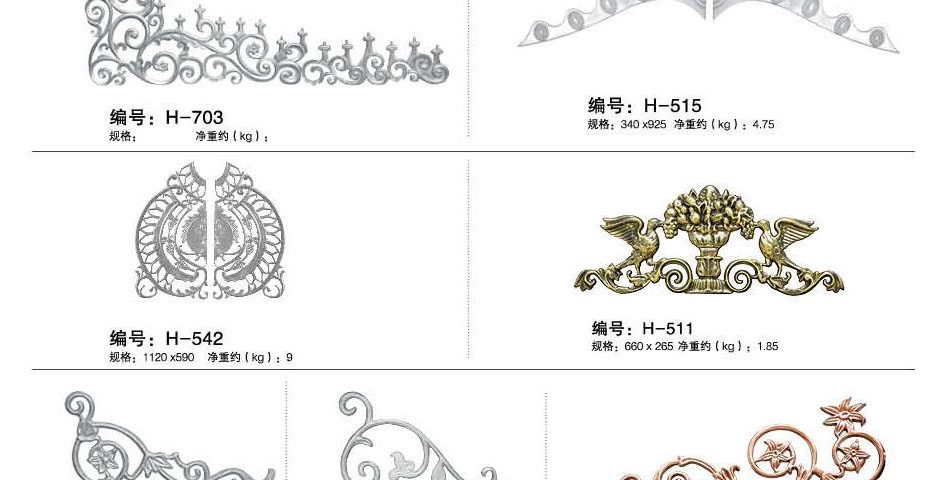 编号：H-703
规格： 净重约（kg）：
编号：H-515
规格：340 x925 净重约（kg）：4.75
编号：H-542
规格：1120 x590 净重约（kg）：9
编号：H-511
规格：660 x 265 净重约（kg）：1.85